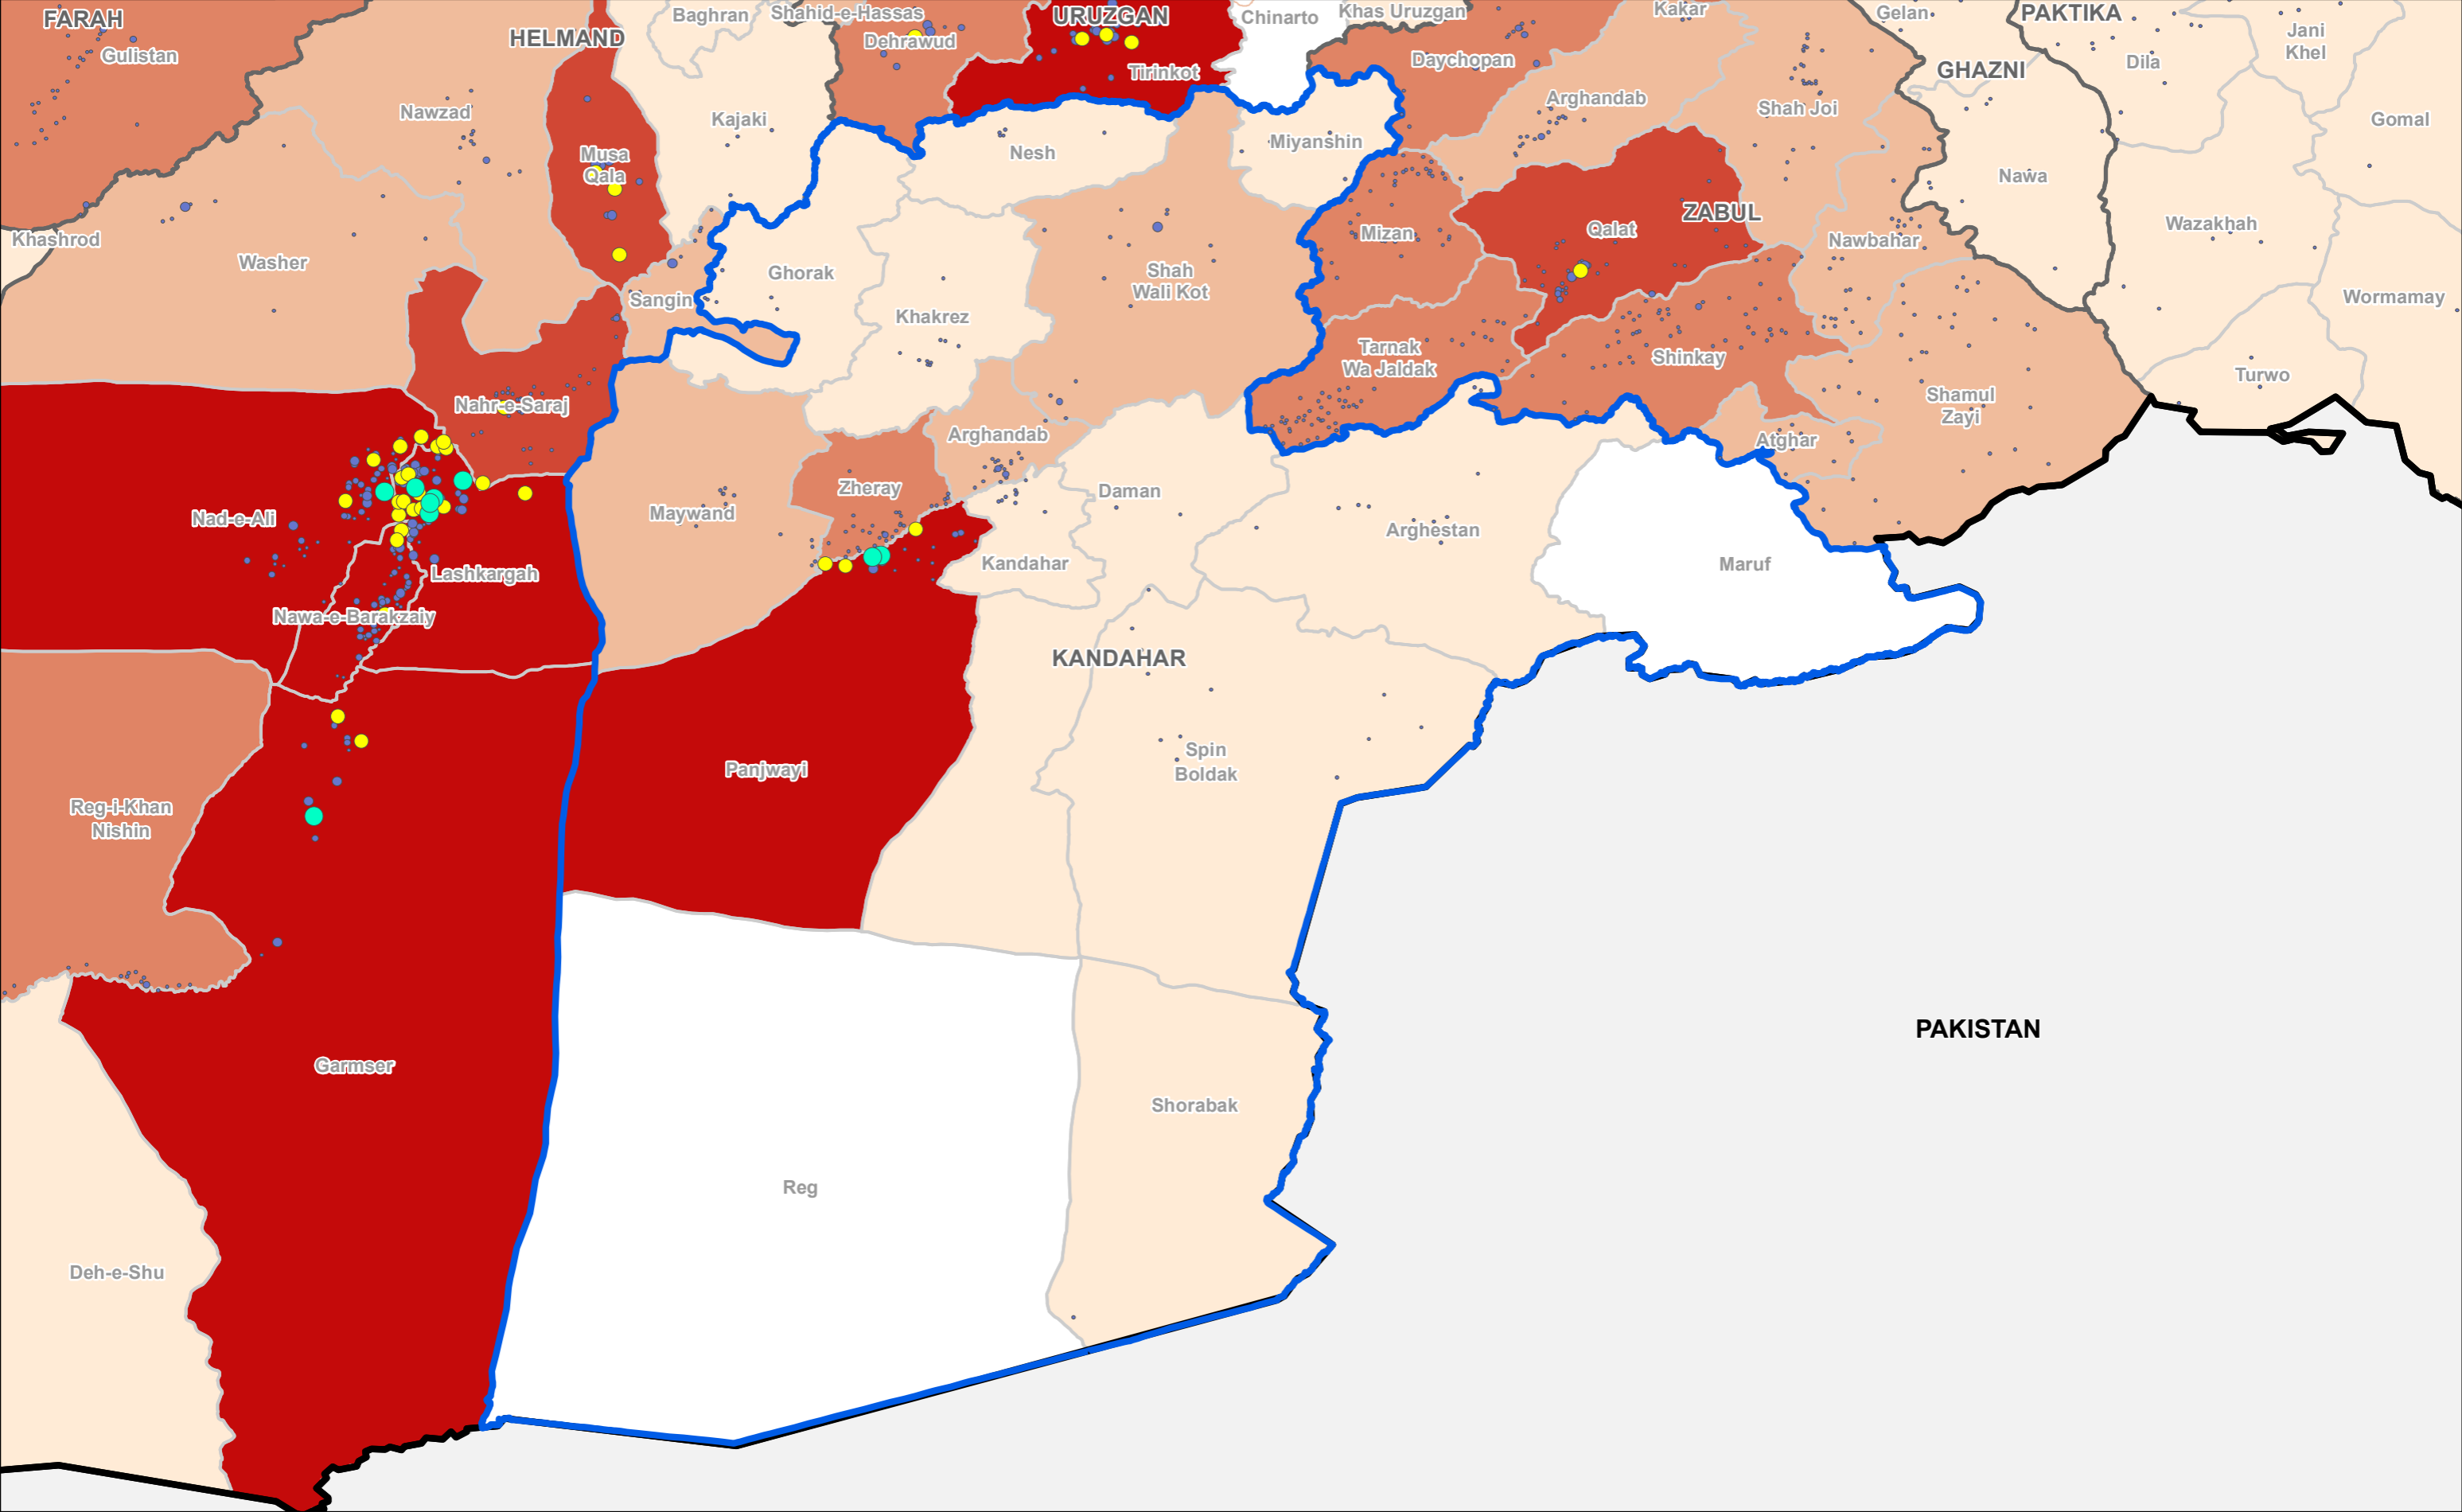 FARAH
Gulistan
HELMAND
Baghran
Shahid-e-Hassas
Dehrawud
URUZGAN
Tirinkot
Chinarto
Khas Uruzgan
Daychopan
Kakar
Gelan
PAKTIKA
Dila
Jani
Khel
GHAZNI
Gomal
Nawzad
Kajaki
Musa
Qala
Nesh
Miyanshin
Arghandab
Shah Joi
Nawa
Khashrod
Washer
Sangin
Ghorak
Khakrez
Shah
Wali Kot
Mizan
Qalat
ZABUL
Nawbahar
Wazakhah
Wormamay
Tarnak
Wa Jaldak
Shinkay
Shamul
Zayi
Turwo
Nahr-e-Saraj
Arghandab
Atghar
Nad-e-Ali
Lashkargah
Nawa-e-Barakzaiy
Maywand
Zheray
Daman
Kandahar
Arghestan
Maruf
KANDAHAR
Panjwayi
Spin
Boldak
Reg-i-Khan
Nishin
PAKISTAN
Garmser
Shorabak
Reg
Deh-e-Shu